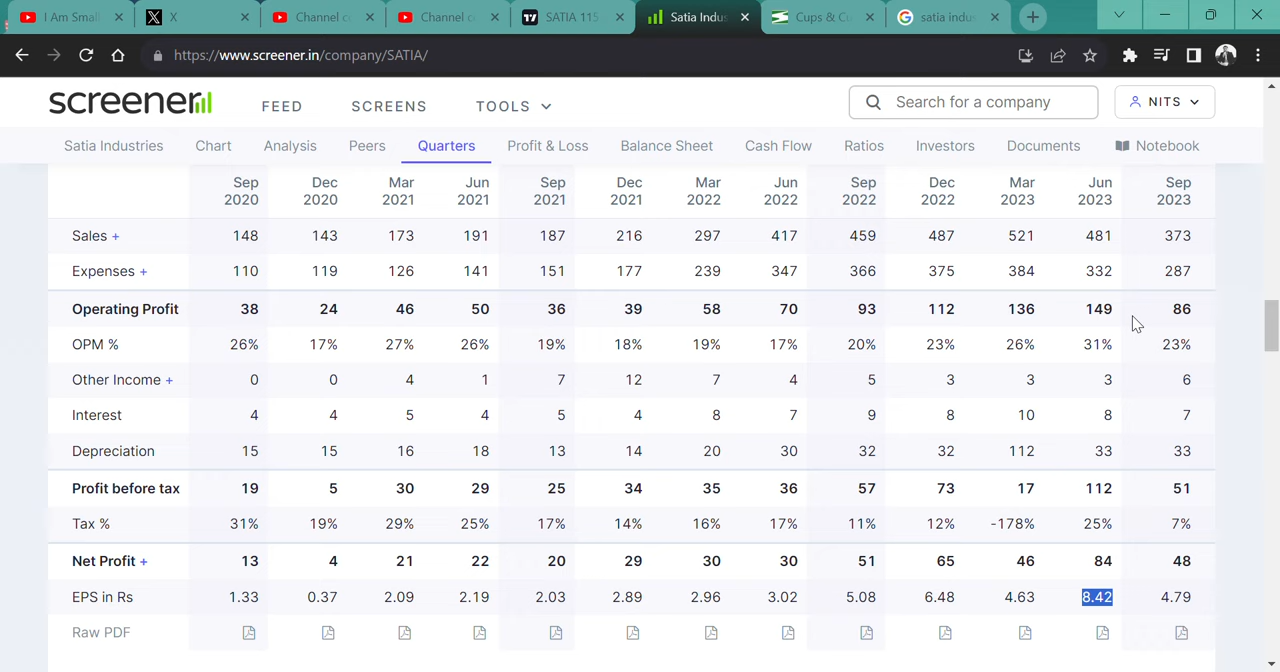 I Am Small
X
Channel c
Channel c
SATIA 115
Satia Indus
Cups & Cu
satia indus
https://www.screener.in/company/SATIA/
screener
FEED SCREENS TOOLS
Search for a company
NITS
Satia Industries Chart Analysis Peers Quarters Profit & Loss Balance Sheet Cash Flow Ratios Investors Documents Notebook
Sep 2020 Dec 2020 Mar 2021 Jun 2021 Sep 2021 Dec 2021 Mar 2022 Jun 2022 Sep 2022 Dec 2022 Mar 2023 Jun 2023 Sep 2023
Sales + 148 143 173 191 187 216 297 417 459 487 521 481 373
Expenses + 110 119 126 141 151 177 239 347 366 375 384 332 287
Operating Profit 38 24 46 50 36 39 58 70 93 112 136 149 86
OPM % 26% 17% 27% 26% 19% 18% 19% 17% 20% 23% 26% 31% 23%
Other Income + 0 0 4 1 7 12 7 4 5 3 3 3 6
Interest 4 4 5 4 5 4 8 7 9 8 10 8 7
Depreciation 15 15 16 18 13 14 20 30 32 32 112 33 33
Profit before tax 19 5 30 29 25 34 35 36 57 73 17 112 51
Tax % 31% 19% 29% 25% 17% 14% 16% 17% 11% 12% -178% 25% 7%
Net Profit + 13 4 21 22 20 29 30 30 51 65 46 84 48
EPS in Rs 1.33 0.37 2.09 2.19 2.03 2.89 2.96 3.02 5.08 6.48 4.63 8.42 4.79
Raw PDF